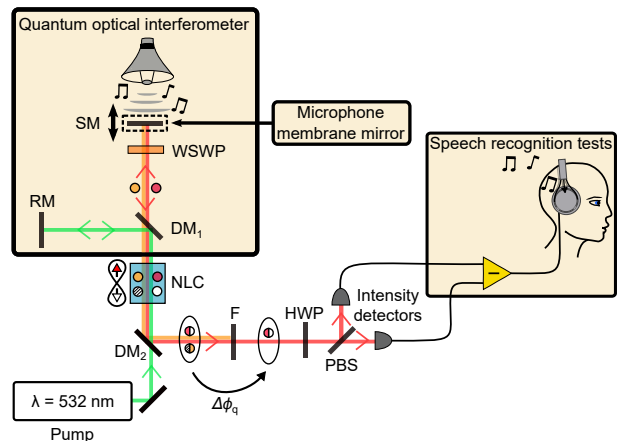 Quantum optical interferometer
SM
Microphone
membrane mirror
WSWP
Speech recognition tests
RM
DM₁
NLC
Intensity
detectors
F
HWP
DM₂
PBS
−
Δϕq
λ = 532 nm
Pump